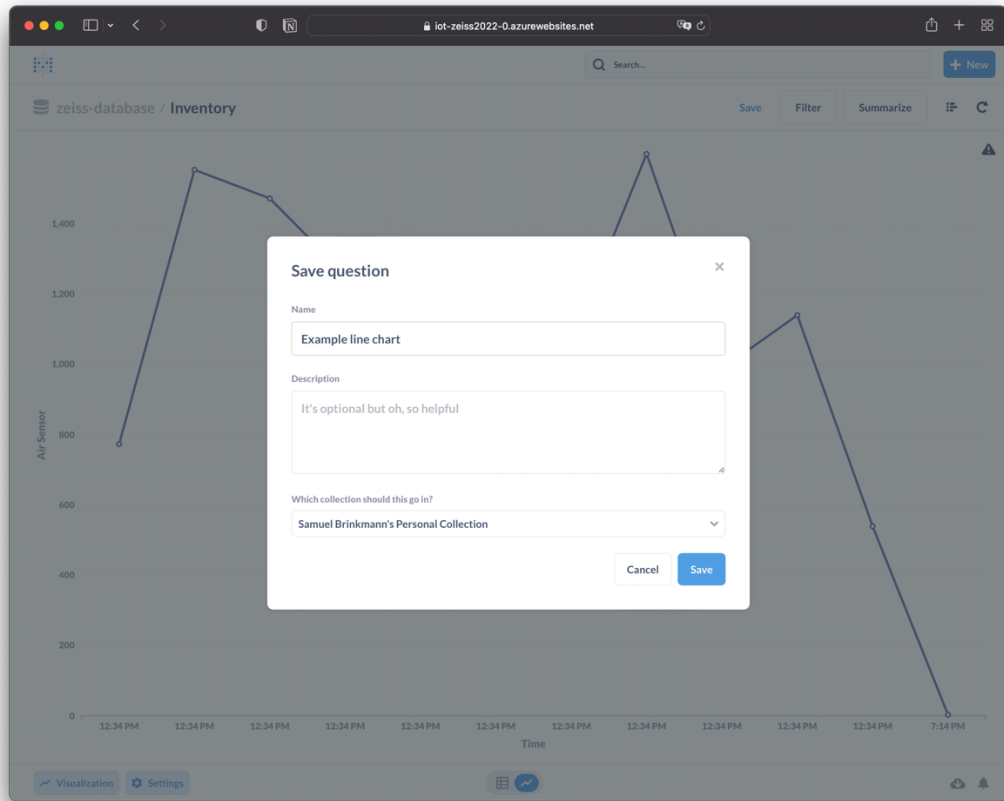 iot-zeiss2022-0.azurewebsites.net
Search...
+ New
zeiss-database / Inventory
Save
Filter
Summarize
1,400
1,200
1,000
800
600
400
200
0
Air Sensor
Save question
Name
Example line chart
Description
It's optional but oh, so helpful
Which collection should this go in?
Samuel Brinkmann's Personal Collection
Cancel
Save
12:34 PM 12:34 PM 12:34 PM 12:34 PM 12:34 PM 12:34 PM 12:34 PM 12:34 PM 12:34 PM 12:34 PM 12:34 PM 7:14 PM
Time
Visualization
Settings